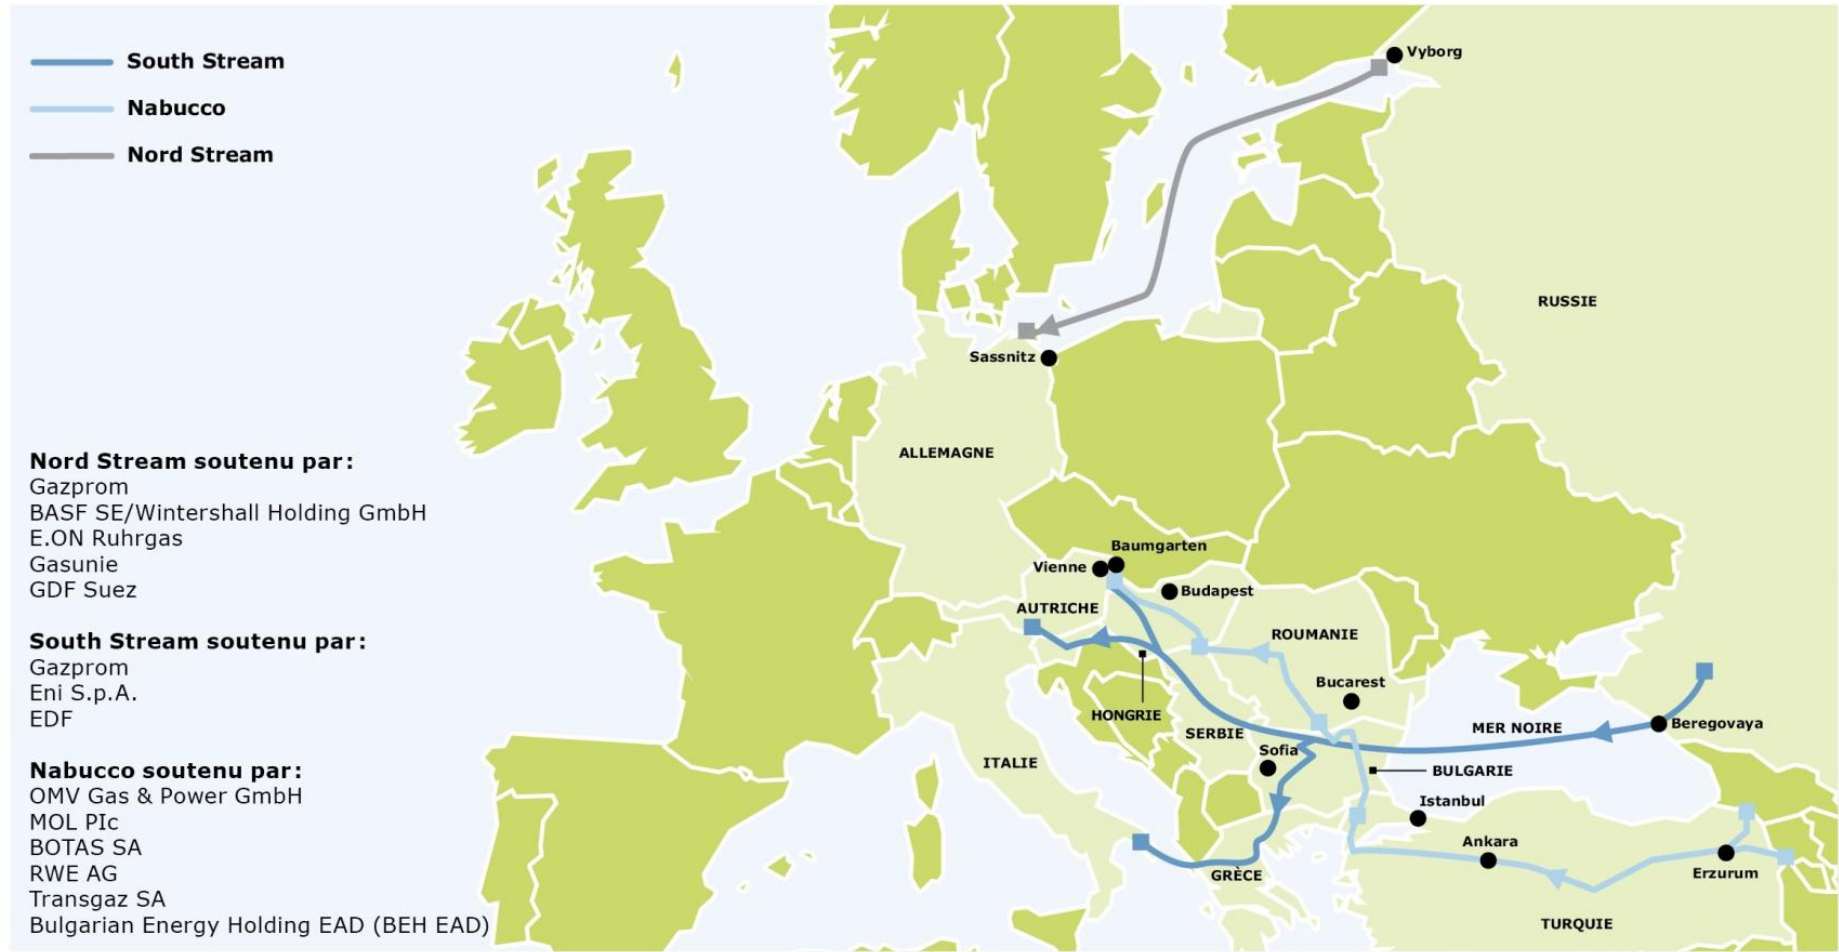 South Stream
Nabucco
Nord Stream
Nord Stream soutenu par:
Gazprom
BASF SE/Wintershall Holding GmbH
E.ON Ruhrgas
Gasunie
GDF Suez
South Stream soutenu par:
Gazprom
Eni S.p.A.
EDF
Nabucco soutenu par:
OMV Gas & Power GmbH
MOL PIc
BOTAS SA
RWE AG
Transgaz SA
Bulgarian Energy Holding EAD (BEH EAD)
Vyborg
RUSSIE
Sassnitz
ALLEMAGNE
Baumgarten
Vienne
Budapest
AUTRICHE
ROUMANIE
Bucarest
HONGRIE
SERBIE
Sofia
MER NOIRE
Beregovaya
ITALIE
BULGARIE
Istanbul
Ankara
Erzurum
GRÈCE
TURQUIE